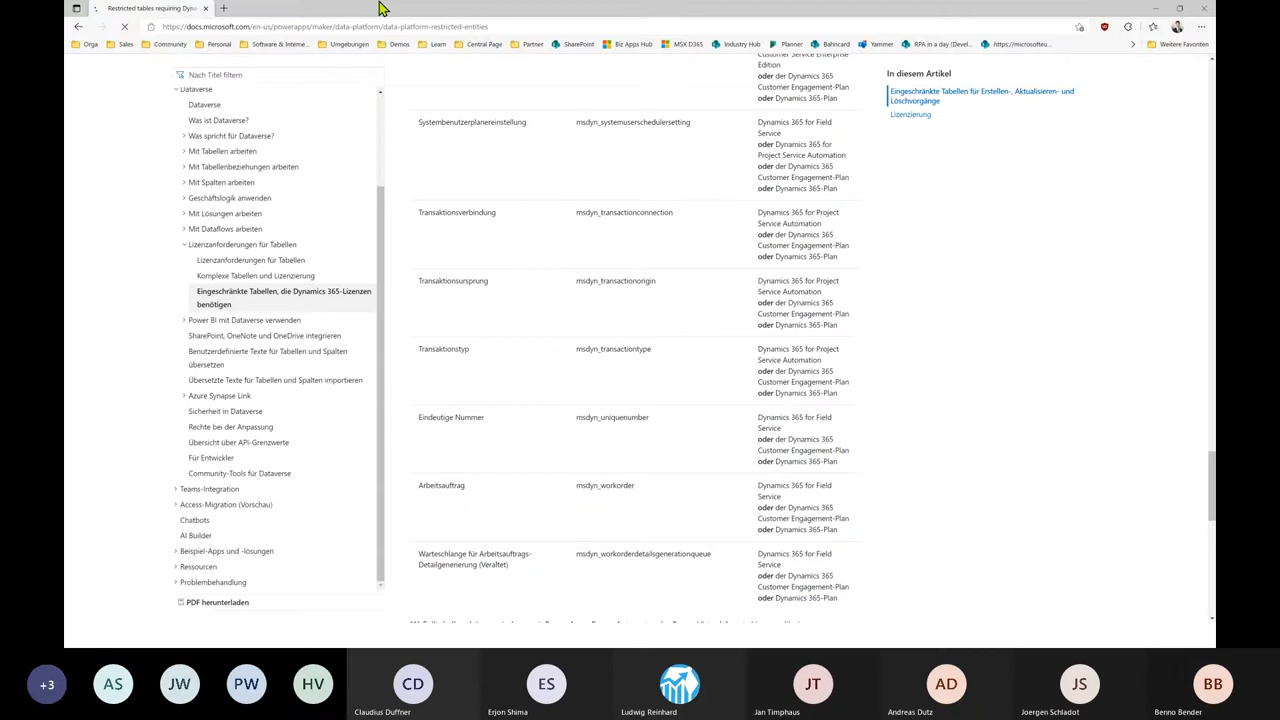 Restricted tables requiring Dyna
https://docs.microsoft.com/en-us/powerapps/maker/data-platform/data-platform-restricted-entities
Orga
Sales
Community
Personal
Software & Interne...
Umgebungen
Demos
Learn
Central Page
Partner
SharePoint
Biz Apps Hub
MSX D365
Industry Hub
Planner
Bahncard
Yammer
RPA in a day (Devel...
https://microsofteu...
Weitere Favoriten
Nach Titel filtern
Dataverse
Dataverse
Was ist Dataverse?
Was spricht für Dataverse?
Mit Tabellen arbeiten
Mit Tabellenbeziehungen arbeiten
Mit Spalten arbeiten
Geschäftslogik anwenden
Mit Lösungen arbeiten
Mit Dataflows arbeiten
Lizenzanforderungen für Tabellen
Lizenzanforderungen für Tabellen
Komplexe Tabellen und Lizenzierung
Eingeschränkte Tabellen, die Dynamics 365-Lizenzen
benötigen
Power BI mit Dataverse verwenden
SharePoint, OneNote und OneDrive integrieren
Benutzerdefinierte Texte für Tabellen und Spalten
übersetzen
Übersetzte Texte für Tabellen und Spalten importieren
Azure Synapse Link
Sicherheit in Dataverse
Rechte bei der Anpassung
Übersicht über API-Grenzwerte
Für Entwickler
Community-Tools für Dataverse
Teams-Integration
Access-Migration (Vorschau)
Chatbots
AI Builder
Beispiel-Apps und -lösungen
Ressourcen
Problembehandlung
PDF herunterladen
Customer Service Enterprise
Edition
oder der Dynamics 365
Customer Engagement-Plan
oder Dynamics 365-Plan
Systembenutzerplanereinstellung
msdyn_systemuserschedulersetting
Dynamics 365 for Field
Service
oder Dynamics 365 for
Project Service Automation
oder der Dynamics 365
Customer Engagement-Plan
oder Dynamics 365-Plan
Transaktionsverbindung
msdyn_transactionconnection
Dynamics 365 for Project
Service Automation
oder der Dynamics 365
Customer Engagement-Plan
oder Dynamics 365-Plan
Transaktionsursprung
msdyn_transactionorigin
Dynamics 365 for Project
Service Automation
oder der Dynamics 365
Customer Engagement-Plan
oder Dynamics 365-Plan
Transaktionstyp
msdyn_transactiontype
Dynamics 365 for Project
Service Automation
oder der Dynamics 365
Customer Engagement-Plan
oder Dynamics 365-Plan
Eindeutige Nummer
msdyn_uniquenumber
Dynamics 365 for Field
Service
oder der Dynamics 365
Customer Engagement-Plan
oder Dynamics 365-Plan
Arbeitsauftrag
msdyn_workorder
Dynamics 365 for Field
Service
oder der Dynamics 365
Customer Engagement-Plan
oder Dynamics 365-Plan
Warteschlange für Arbeitsauftrags-
Detailgenerierung (Veraltet)
msdyn_workorderdetailsgenerationqueue
Dynamics 365 for Field
Service
oder der Dynamics 365
Customer Engagement-Plan
oder Dynamics 365-Plan
In diesem Artikel
Eingeschränkte Tabellen für Erstellen-, Aktualisieren- und
Löschvorgänge
Lizenzierung
+3
AS
JW
PW
HV
CD
Claudius Duffner
ES
Erjon Shima
Ludwig Reinhard
JT
Jan Timphaus
AD
Andreas Dutz
JS
Joergen Schladot
BB
Benno Bender